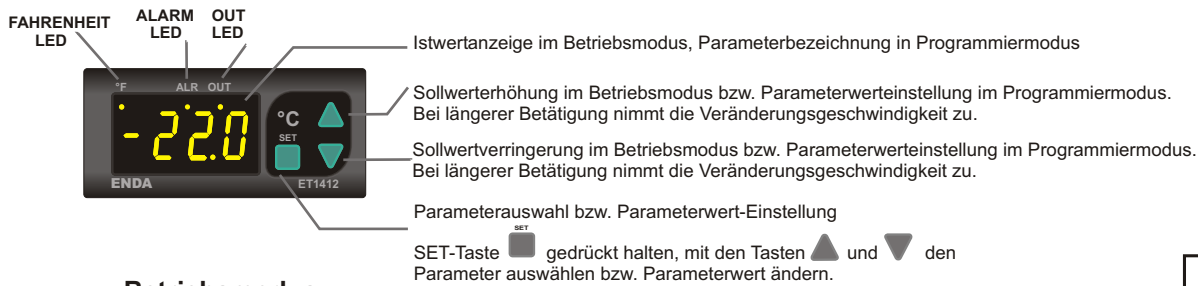 FAHRENHEIT LED
ALARM LED
OUT LED
Istwertanzeige im Betriebsmodus, Parameterbezeichnung in Programmiermodus
°F ALR OUT
-22.0
°C
SET
ENDA ET1412
Sollwerterhöhung im Betriebsmodus bzw. Parameterwerteinstellung im Programmiermodus.
Bei längerer Betätigung nimmt die Veränderungsgeschwindigkeit zu.
Sollwertverringerung im Betriebsmodus bzw. Parameterwerteinstellung im Programmiermodus.
Bei längerer Betätigung nimmt die Veränderungsgeschwindigkeit zu.
Parameterauswahl bzw. Parameterwert-Einstellung
SET
SET-Taste gedrückt halten, mit den Tasten und den
Parameter auswählen bzw. Parameterwert ändern.